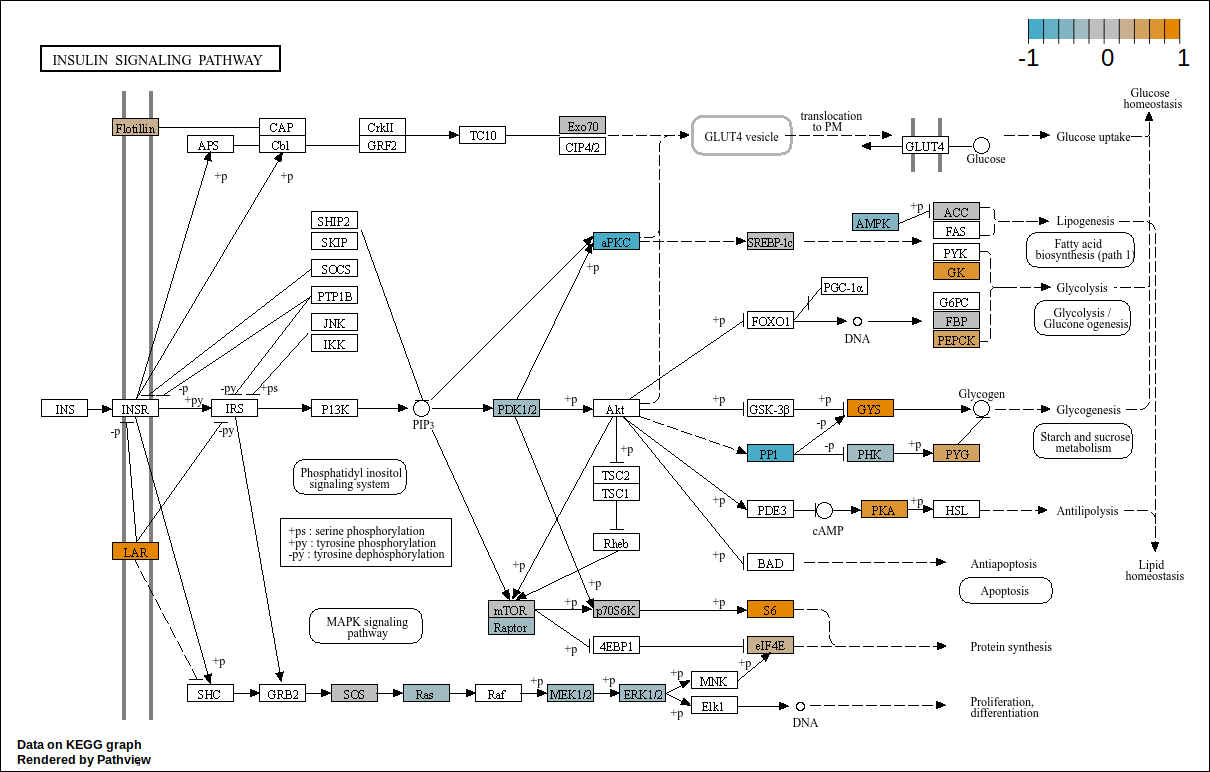 -1 0 1
INSULIN SIGNALING PATHWAY
Glucose
homeostasis
Flotillin
CAP
Cbl
APS
CrkII
GRF2
TC10
Exo70
CIP4/2
GLUT4 vesicle
translocation
to PM
GLUT4
Glucose
Glucose uptake
+p
+p
SHIP2
SKIP
SOCS
PTP1B
JNK
IKK
aPKC
+p
SREBP-1c
AMPK
+p
ACC
FAS
PYK
GK
G6PC
FBP
PEPCK
Lipogenesis
Fatty acid
biosynthesis (path 1)
Glycolysis
Glycolysis /
Glucone ogenesis
PGC-1α
FOXO1
+p
DNA
INS
INSR
-p
+py
-p
IRS
-py
+ps
-py
P13K
PIP3
PDK1/2
+p
Akt
+p
GSK-3β
+p
GYS
-p
Glycogen
Glycogenesis
Starch and sucrose
metabolism
PP1
-p
PHK
+p
PYG
Phosphatidyl inositol
signaling system
+p
TSC2
TSC1
Rheb
+p
PDE3
cAMP
PKA
+p
HSL
Antilipolysis
+ps : serine phosphorylation
+py : tyrosine phosphorylation
-py : tyrosine dephosphorylation
LAR
+p
BAD
Antiapoptosis
Apoptosis
Lipid
homeostasis
+p
+p
mTOR
Raptor
+p
p70S6K
+p
S6
+p
4EBP1
eIF4E
Protein synthesis
MAPK signaling
pathway
+p
SHC
GRB2
SOS
Ras
Raf
+p
MEK1/2
+p
ERK1/2
+p
MNK
+p
+p
Elk1
DNA
Proliferation,
differentiation
Data on KEGG graph
Rendered by Pathview